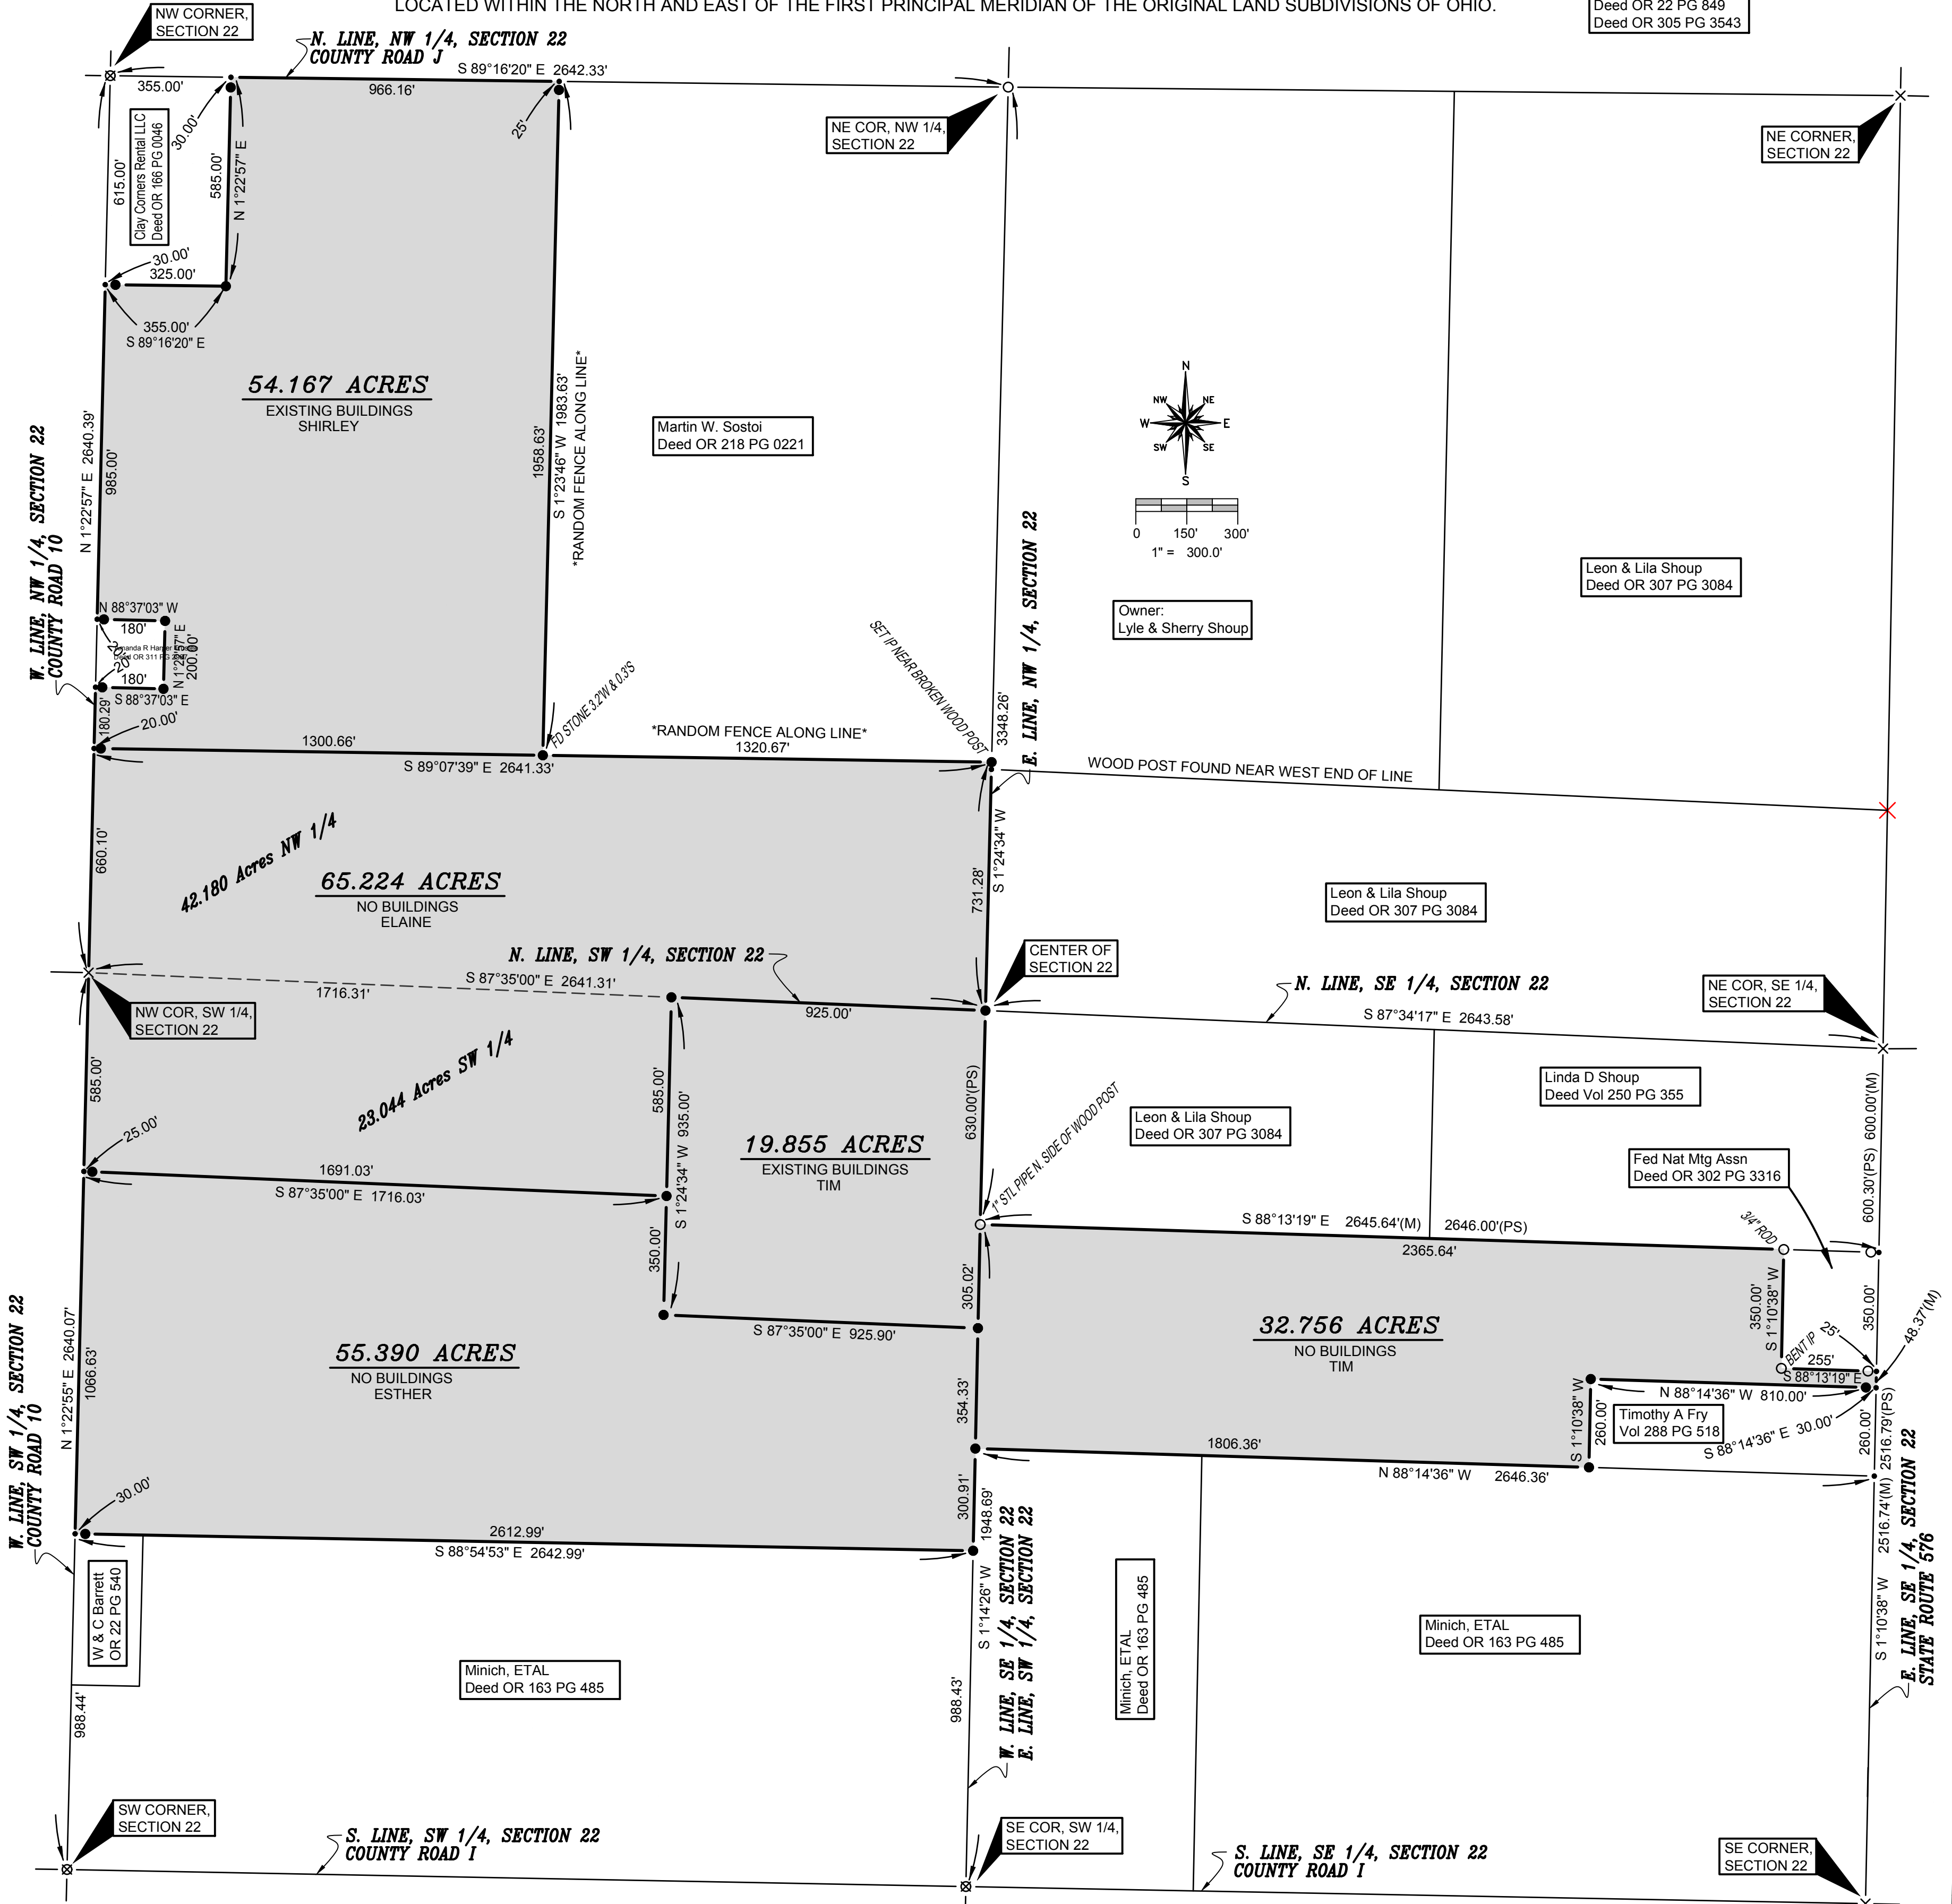 LOCATED WITHIN THE NORTH AND EAST OF THE FIRST PRINCIPAL MERIDIAN OF THE ORIGINAL LAND SUBDIVISIONS OF OHIO.
Deed OR 22 PG 849
Deed OR 305 PG 3543
NW CORNER,
SECTION 22
N. LINE, NW 1/4, SECTION 22
COUNTY ROAD J
S 89°16'20" E 2642.33'
355.00'
966.16'
30.00'
25'
NE COR, NW 1/4,
SECTION 22
NE CORNER,
SECTION 22
615.00'
Clay Corners Rental LLC
Deed OR 166 PG 0046
585.00'
N 1°22'57" E
30.00'
325.00'
355.00'
S 89°16'20" E
54.167 ACRES
EXISTING BUILDINGS
SHIRLEY
1958.63'
S 1°23'46" W 1983.63'
*RANDOM FENCE ALONG LINE*
Martin W. Sostoi
Deed OR 218 PG 0221
N
NW
NE
W
E
SW
SE
S
0 150' 300'
1" = 300.0'
W. LINE, NW 1/4, SECTION 22
COUNTY ROAD 10
N 1°22'57" E 2640.39'
985.00'
E. LINE, NW 1/4, SECTION 22
Owner:
Lyle & Sherry Shoup
Leon & Lila Shoup
Deed OR 307 PG 3084
N 88°37'03" W
180'
20'
20'
N 1°22'57" E
200.00'
180'
S 88°37'03" E
180.29'
20.00'
1300.66'
S 89°07'39" E 2641.33'
FD STONE 3.2'W & 0.3'S
*RANDOM FENCE ALONG LINE*
1320.67'
SET IP NEAR BROKEN WOOD POST
3348.26'
WOOD POST FOUND NEAR WEST END OF LINE
660.10'
42.180 Acres NW 1/4
65.224 ACRES
NO BUILDINGS
ELAINE
731.28'
S 1°24'34" W
Leon & Lila Shoup
Deed OR 307 PG 3084
N. LINE, SW 1/4, SECTION 22
CENTER OF
SECTION 22
N. LINE, SE 1/4, SECTION 22
NE COR, SE 1/4,
SECTION 22
S 87°35'00" E 2641.31'
1716.31'
925.00'
S 87°34'17" E 2643.58'
NW COR, SW 1/4,
SECTION 22
585.00'
23.044 Acres SW 1/4
585.00'
S 1°24'34" W 935.00'
630.00'(PS)
1" STL PIPE N. SIDE OF WOOD POST
Leon & Lila Shoup
Deed OR 307 PG 3084
Linda D Shoup
Deed Vol 250 PG 355
600.30'(PS) 600.00'(M)
25.00'
1691.03'
S 87°35'00" E 1716.03'
19.855 ACRES
EXISTING BUILDINGS
TIM
Fed Nat Mtg Assn
Deed OR 302 PG 3316
S 88°13'19" E 2645.64'(M) 2646.00'(PS)
2365.64'
3/4" ROD
350.00'
S 87°35'00" E 925.90'
305.02'
32.756 ACRES
NO BUILDINGS
TIM
350.00'
S 1°10'38" W
350.00'
48.37'(M)
BENT IP
25'
255'
S 88°13'19" E
W. LINE, SW 1/4, SECTION 22
COUNTY ROAD 10
N 1°22'55" E 2640.07'
1066.63'
55.390 ACRES
NO BUILDINGS
ESTHER
354.33'
N 88°14'36" W 810.00'
S 1°10'38" W
260.00'
Timothy A Fry
Vol 288 PG 518
S 88°14'36" E 30.00'
260.00'
2516.74'(M) 2516.79'(PS)
1806.36'
N 88°14'36" W 2646.36'
30.00'
2612.99'
S 88°54'53" E 2642.99'
300.91'
1948.69'
S 1°14'26" W
W. LINE, SE 1/4, SECTION 22
E. LINE, SW 1/4, SECTION 22
S 1°10'38" W
E. LINE, SE 1/4, SECTION 22
STATE ROUTE 576
W & C Barrett
OR 22 PG 540
Minich, ETAL
Deed OR 163 PG 485
Minich, ETAL
Deed OR 163 PG 485
Minich, ETAL
Deed OR 163 PG 485
988.44'
988.43'
SW CORNER,
SECTION 22
S. LINE, SW 1/4, SECTION 22
COUNTY ROAD I
SE COR, SW 1/4,
SECTION 22
S. LINE, SE 1/4, SECTION 22
COUNTY ROAD I
SE CORNER,
SECTION 22